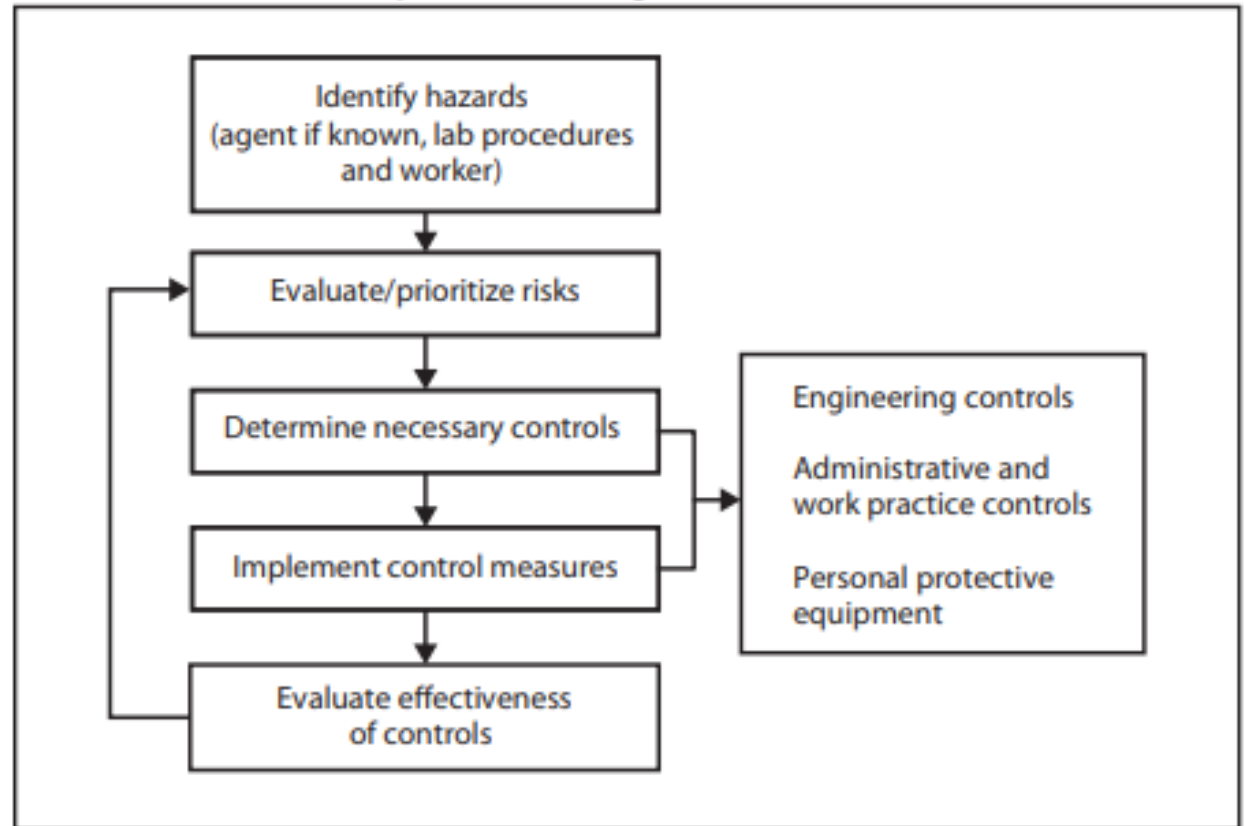 Identify hazards
(agent if known, lab procedures
and worker)
Evaluate/prioritize risks
Determine necessary controls
Implement control measures
Evaluate effectiveness
of controls
Engineering controls
Administrative and
work practice controls
Personal protective
equipment